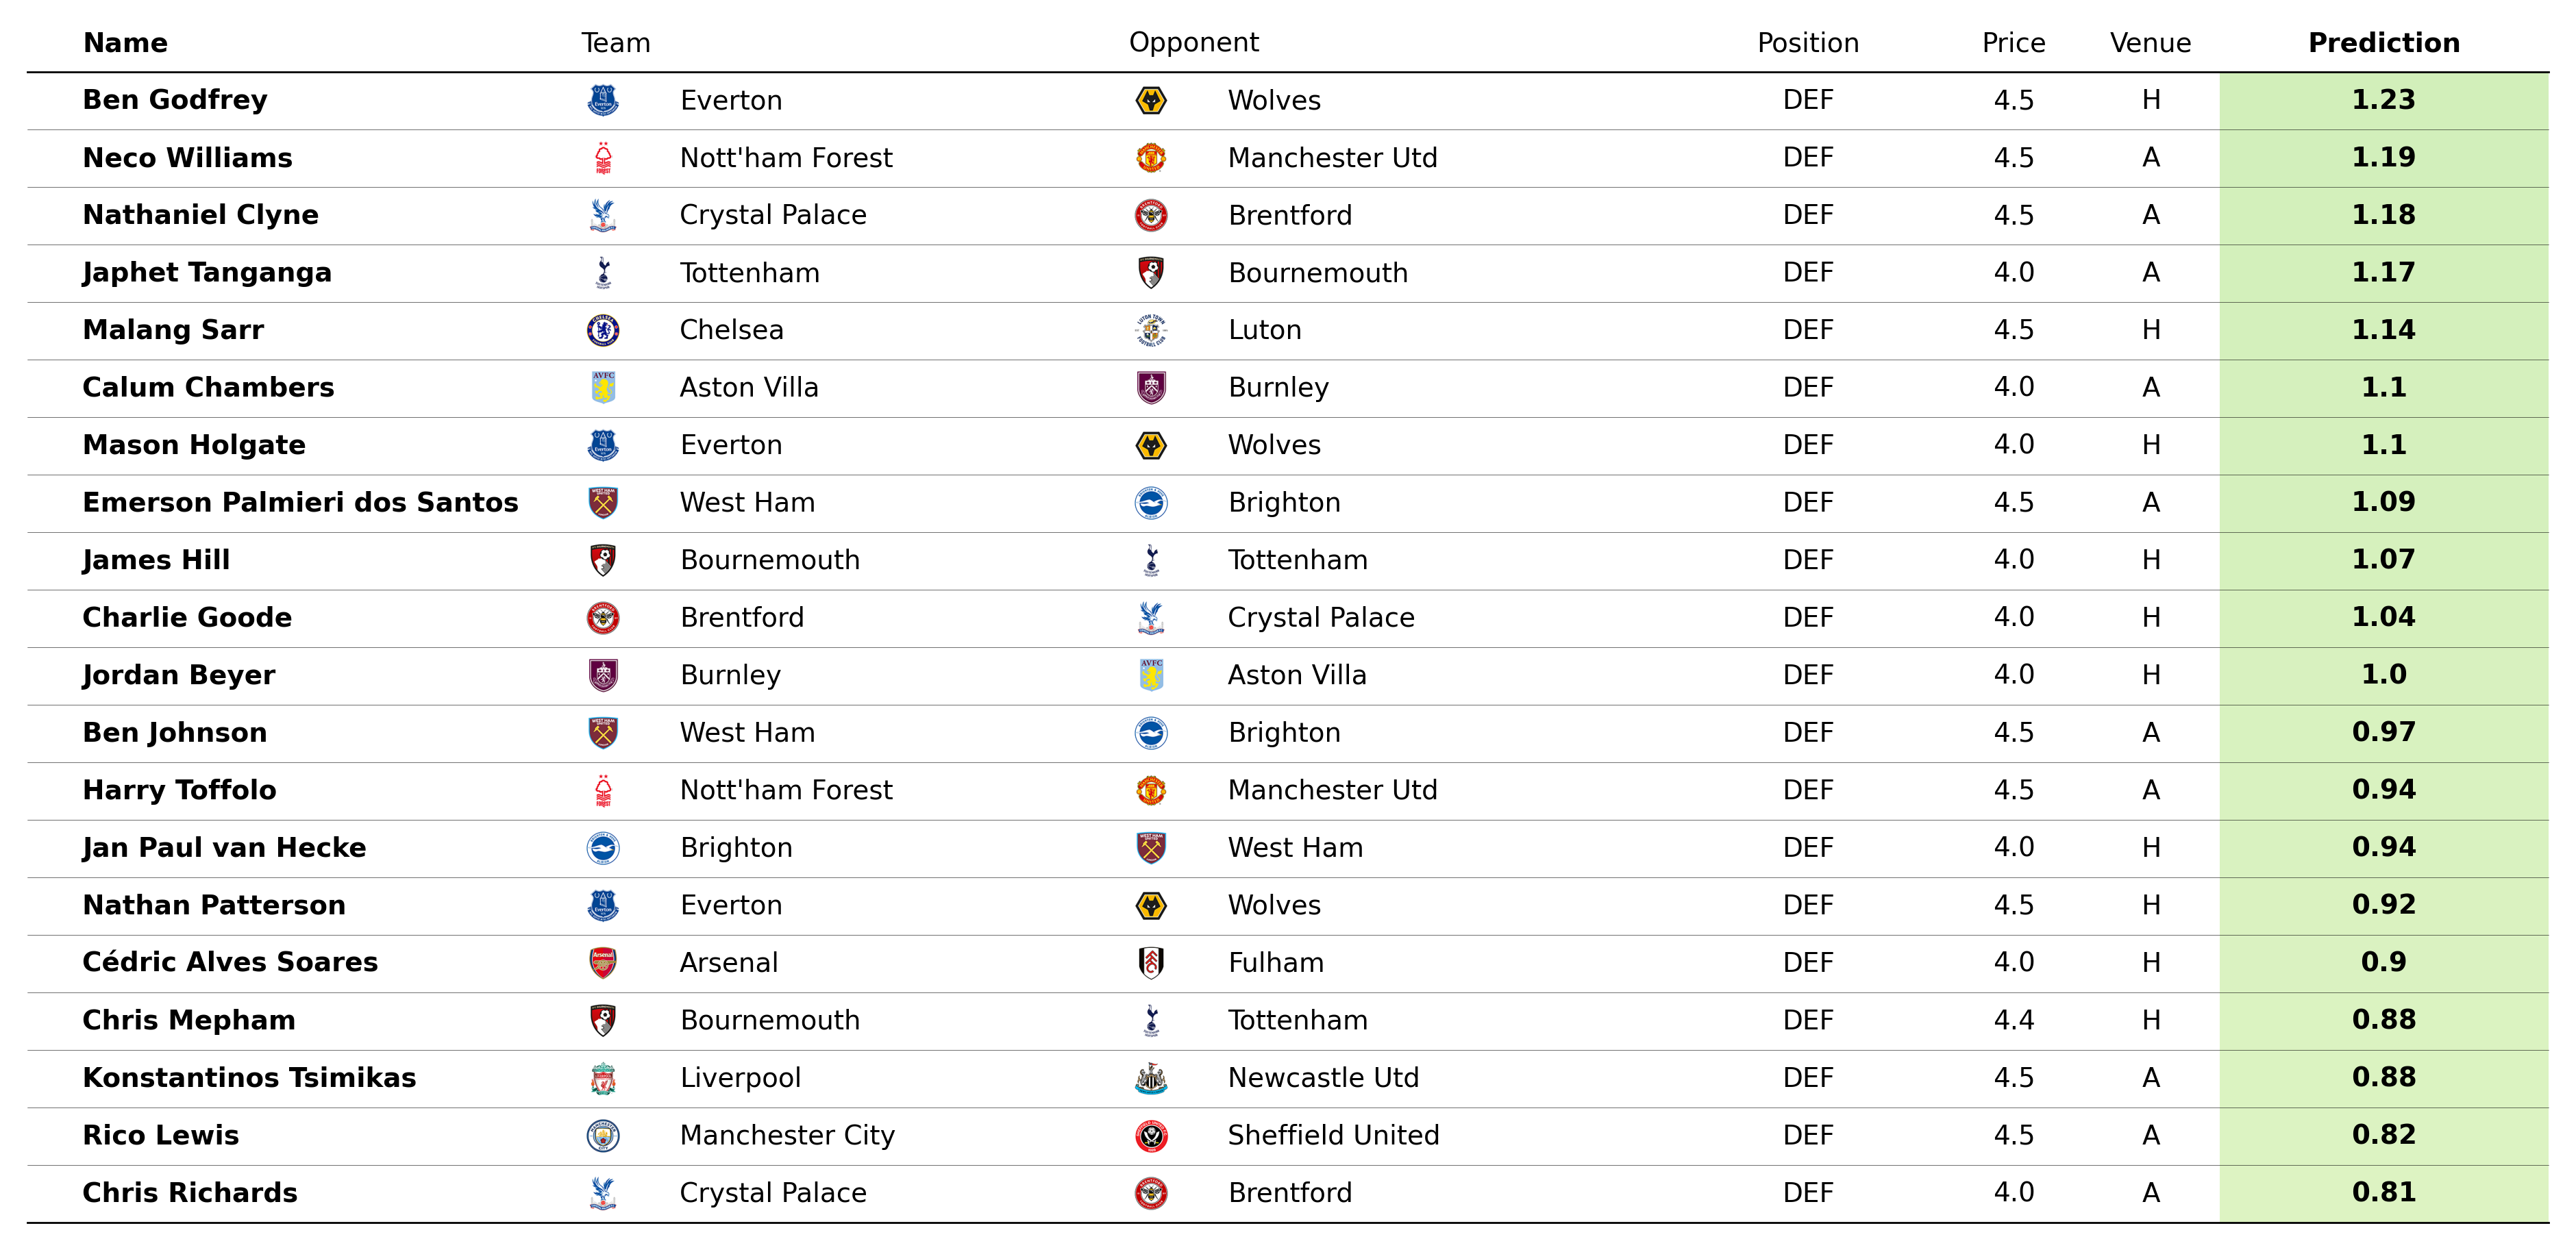 Name Team Opponent Position Price Venue Prediction
Ben Godfrey Everton Wolves DEF 4.5 H 1.23
Neco Williams Nott'ham Forest Manchester Utd DEF 4.5 A 1.19
Nathaniel Clyne Crystal Palace Brentford DEF 4.5 A 1.18
Japhet Tanganga Tottenham Bournemouth DEF 4.0 A 1.17
Malang Sarr Chelsea Luton DEF 4.5 H 1.14
Calum Chambers Aston Villa Burnley DEF 4.0 A 1.1
Mason Holgate Everton Wolves DEF 4.0 H 1.1
Emerson Palmieri dos Santos West Ham Brighton DEF 4.5 A 1.09
James Hill Bournemouth Tottenham DEF 4.0 H 1.07
Charlie Goode Brentford Crystal Palace DEF 4.0 H 1.04
Jordan Beyer Burnley Aston Villa DEF 4.0 H 1.0
Ben Johnson West Ham Brighton DEF 4.5 A 0.97
Harry Toffolo Nott'ham Forest Manchester Utd DEF 4.5 A 0.94
Jan Paul van Hecke Brighton West Ham DEF 4.0 H 0.94
Nathan Patterson Everton Wolves DEF 4.5 H 0.92
Cédric Alves Soares Arsenal Fulham DEF 4.0 H 0.9
Chris Mepham Bournemouth Tottenham DEF 4.4 H 0.88
Konstantinos Tsimikas Liverpool Newcastle Utd DEF 4.5 A 0.88
Rico Lewis Manchester City Sheffield United DEF 4.5 A 0.82
Chris Richards Crystal Palace Brentford DEF 4.0 A 0.81